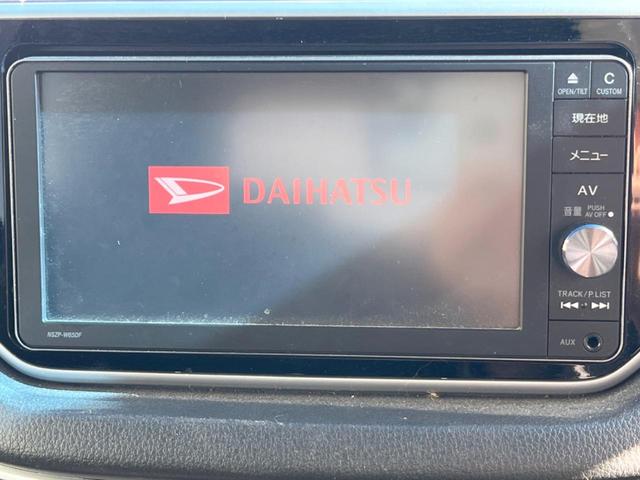 DAIHATSU
NSZP-W65DF
OPEN/TILT
C
CUSTOM
現在地
メニュー
AV
音量 PUSH
AV OFF
TRACK/P.LIST
AUX